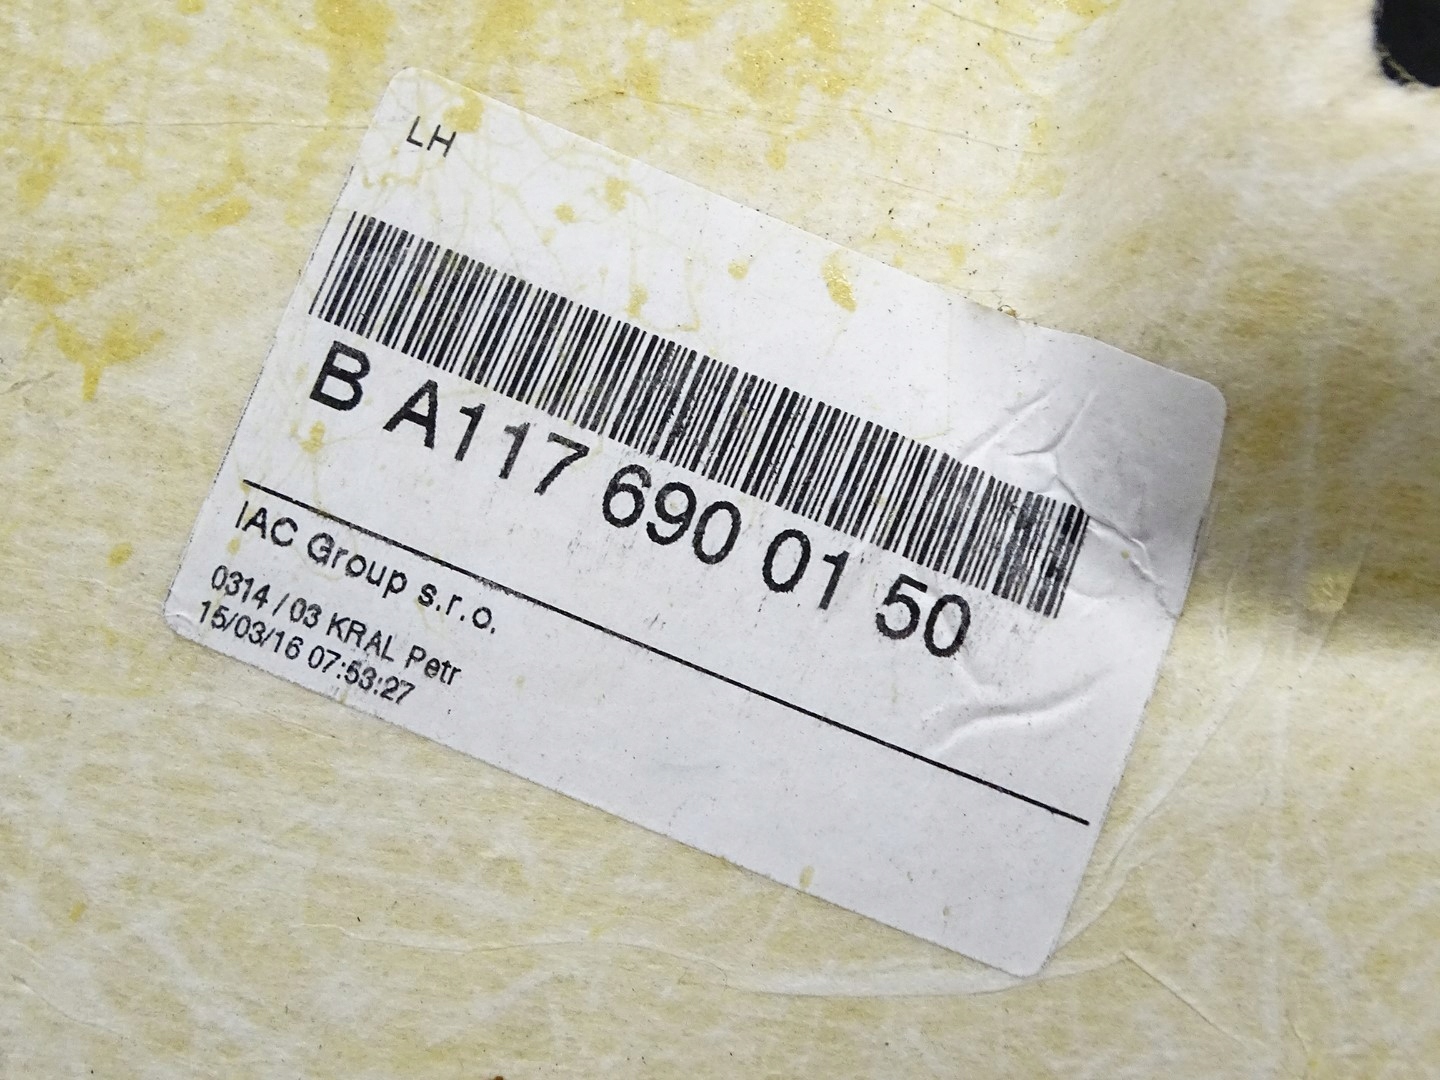 LH
B A117 690 01 50
IAC Group s.r.o.
0314 / 03 KRAL Petr
15/03/16 07:53:27